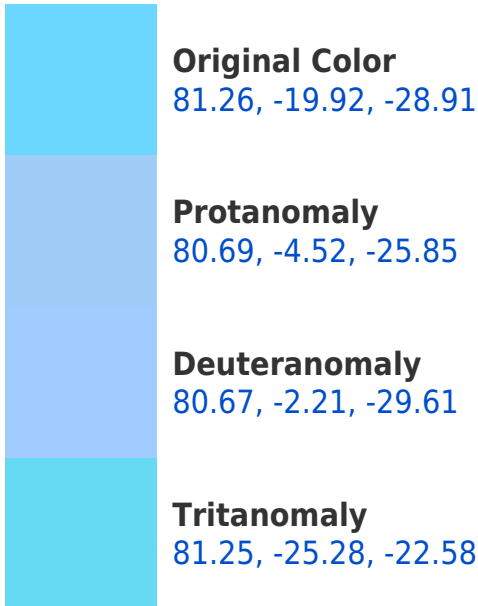 Original Color
81.26, -19.92, -28.91
Protanomaly
80.69, -4.52, -25.85
Deuteranomaly
80.67, -2.21, -29.61
Tritanomaly
81.25, -25.28, -22.58